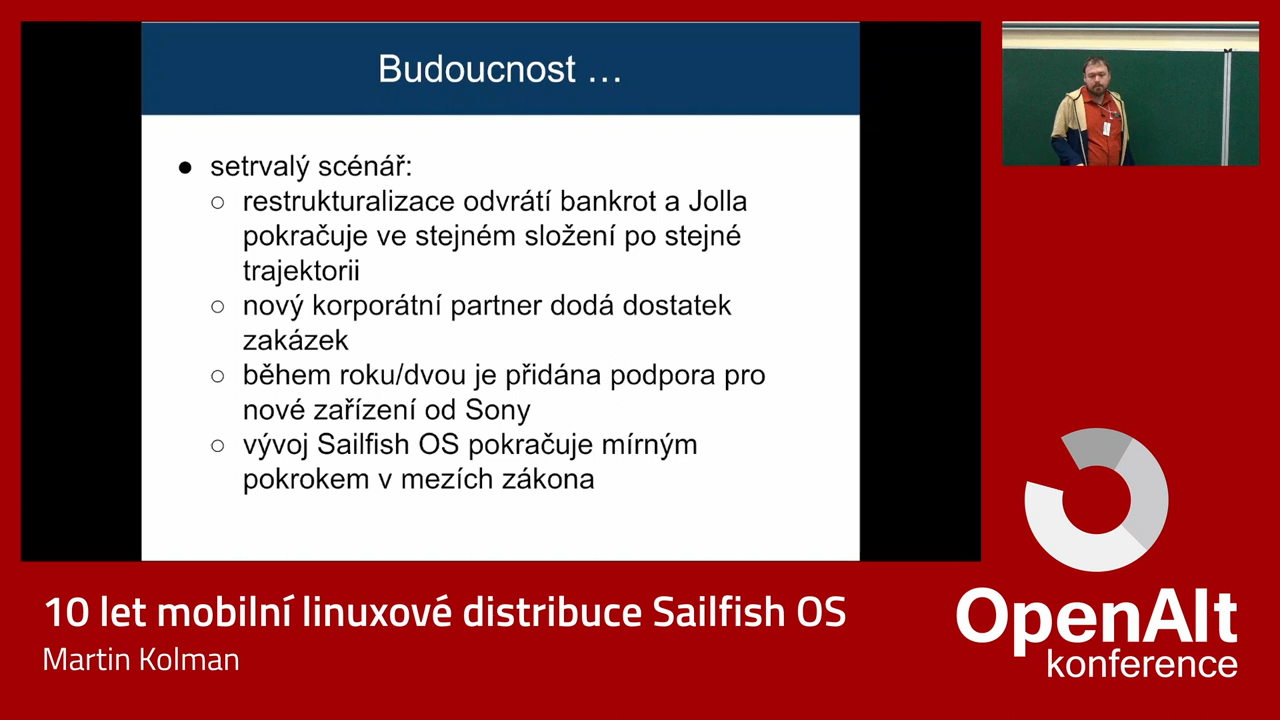 Budoucnost …
● setrvalý scénář:
○ restrukturalizace odvrátí bankrot a Jolla
pokračuje ve stejném složení po stejné
trajektorii
○ nový korporátní partner dodá dostatek
zakázek
○ během roku/dvou je přidána podpora pro
nové zařízení od Sony
○ vývoj Sailfish OS pokračuje mírným
pokrokem v mezích zákona
10 let mobilní linuxové distribuce Sailfish OS
Martin Kolman
OpenAlt
konference